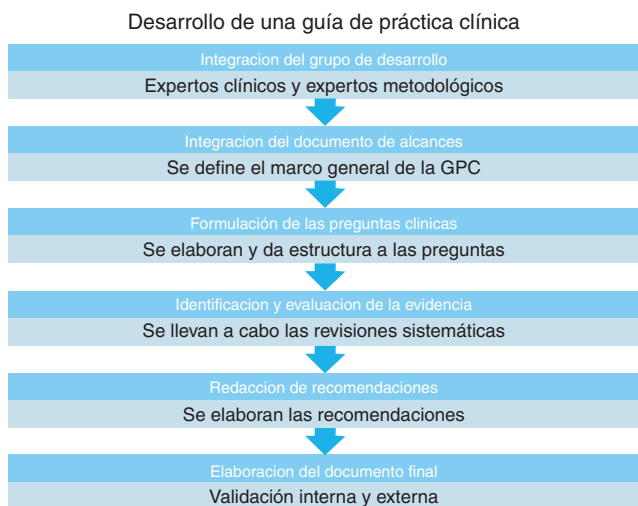 Desarrollo de una guía de práctica clínica
Integracion del grupo de desarrollo
Expertos clínicos y expertos metodológicos
Integracion del documento de alcances
Se define el marco general de la GPC
Formulación de las preguntas clinicas
Se elaboran y da estructura a las preguntas
Identificacion y evaluacion de la evidencia
Se llevan a cabo las revisiones sistemáticas
Redaccion de recomendaciones
Se elaboran las recomendaciones
Elaboracion del documento final
Validación interna y externa